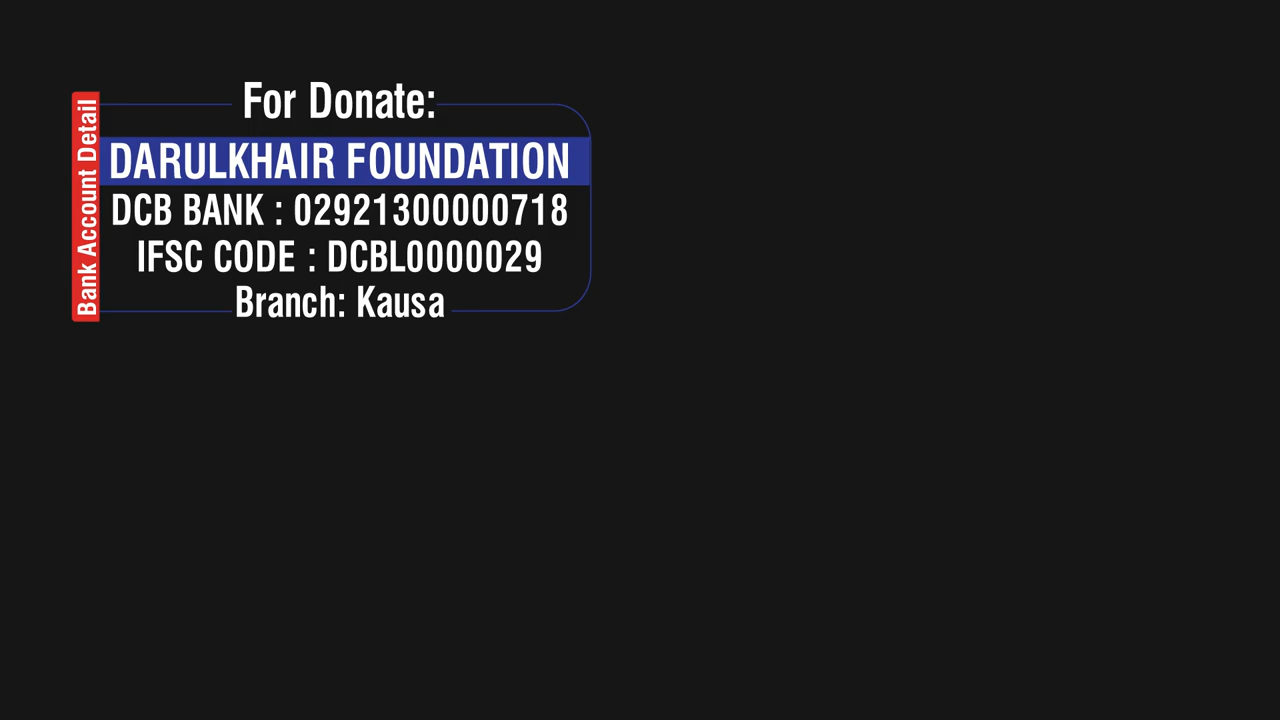 For Donate:
Bank Account Detail
DARULKHAIR FOUNDATION
DCB BANK : 02921300000718
IFSC CODE : DCBL0000029
Branch: Kausa